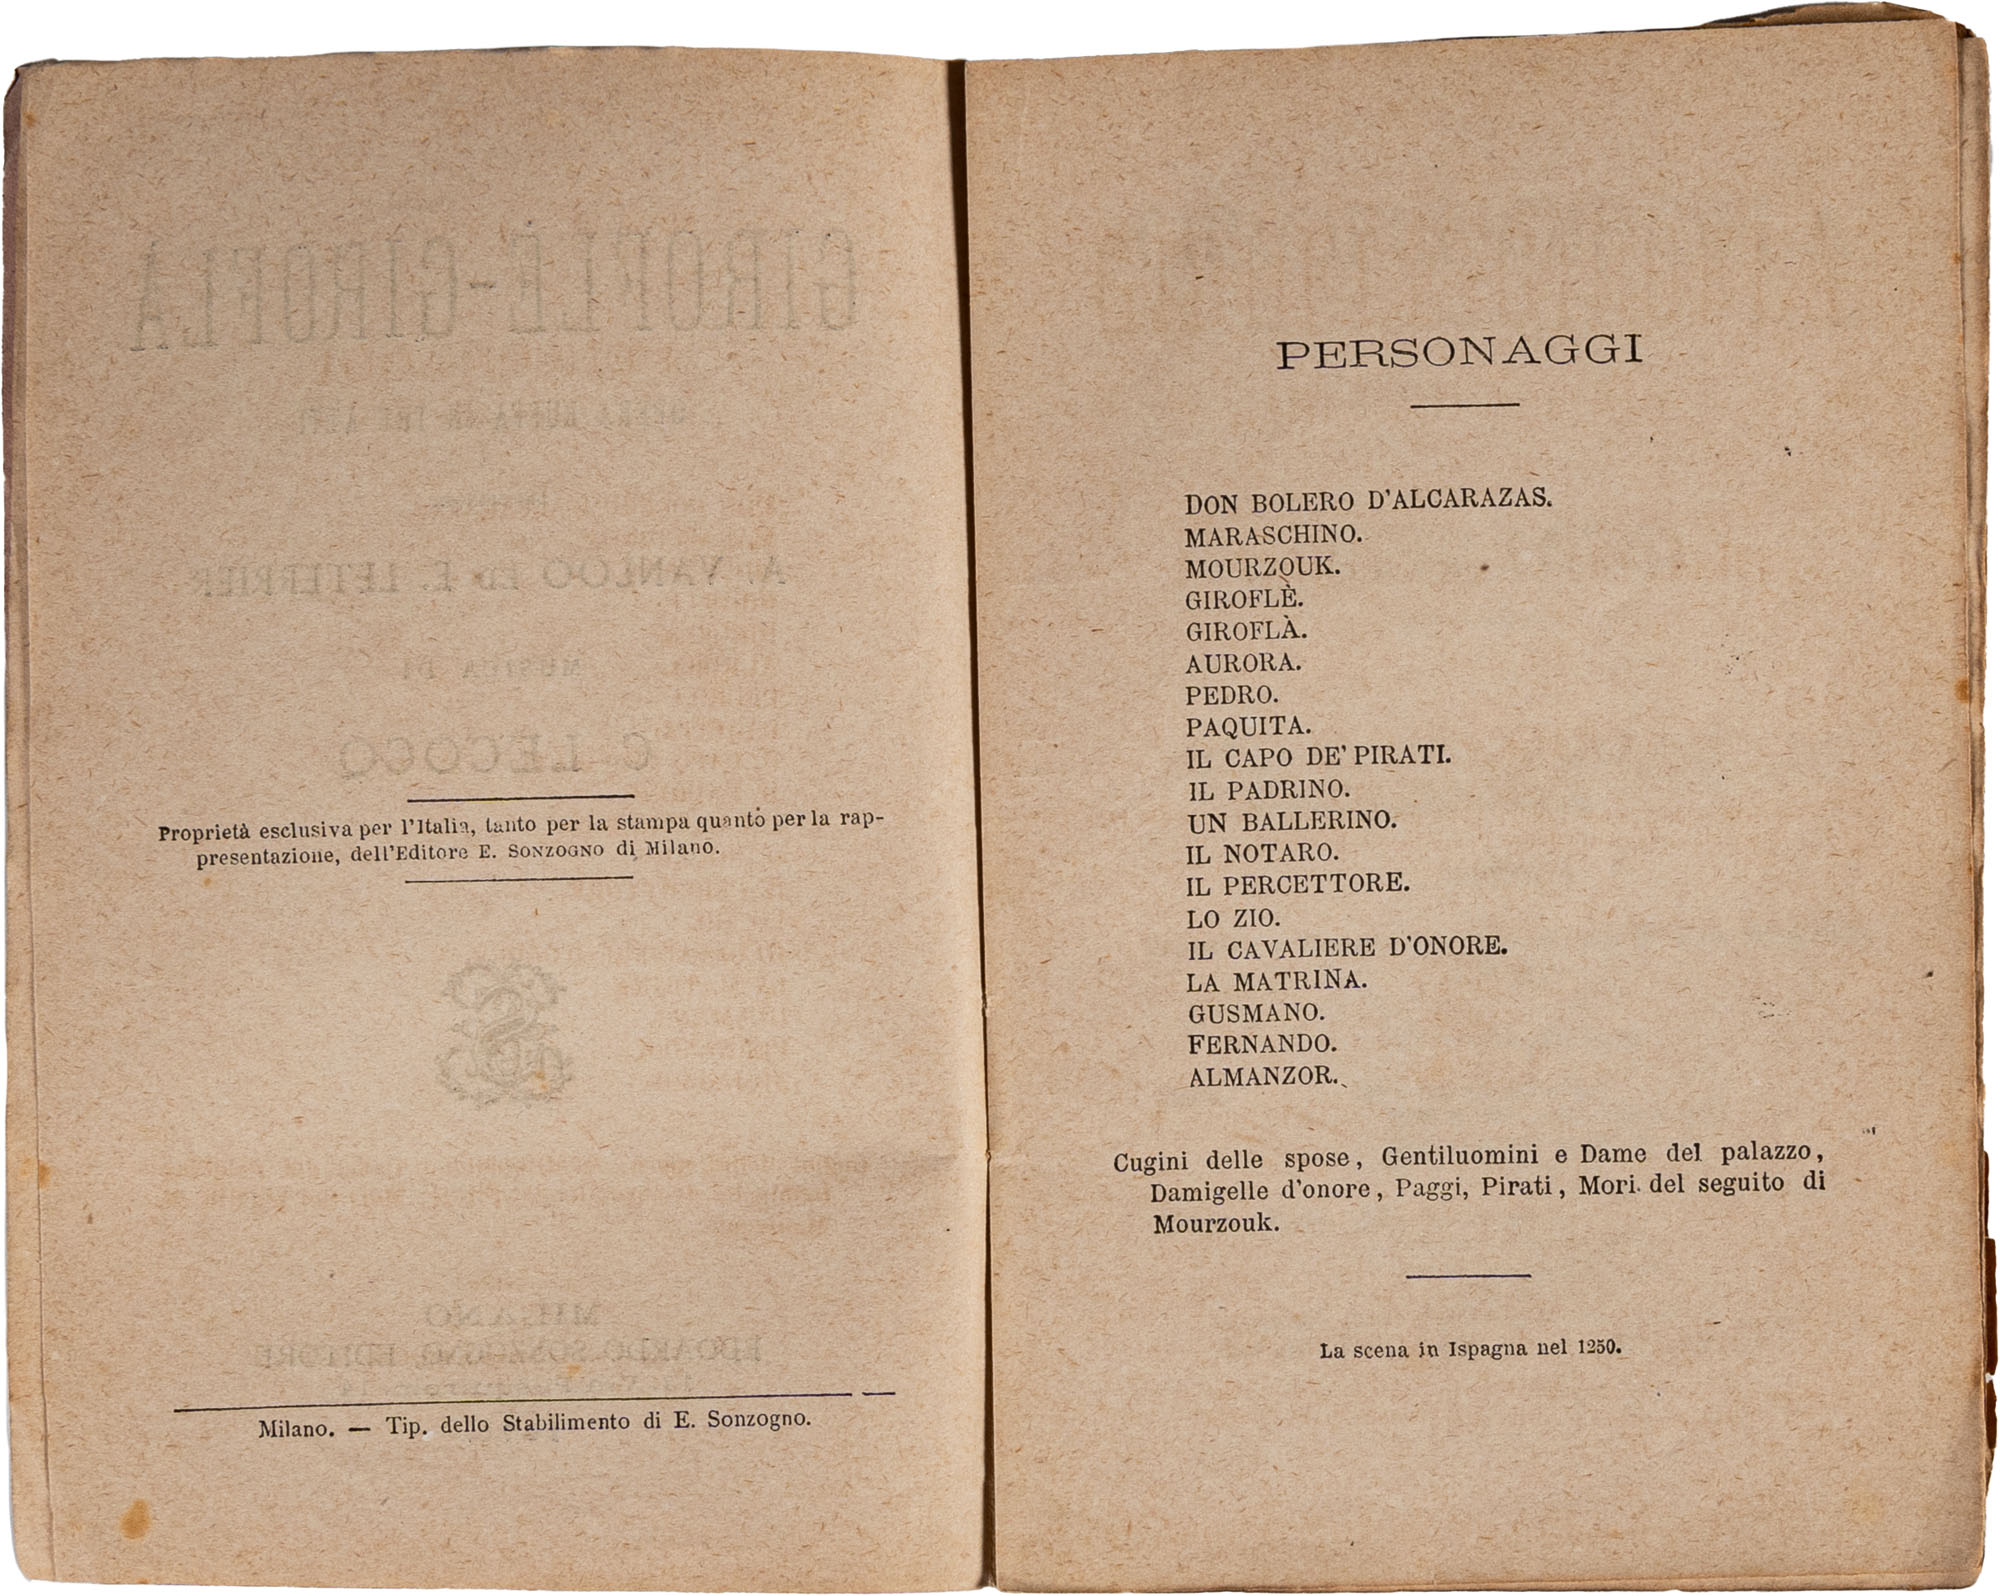 Proprietà esclusiva per l'Italia, tanto per la stampa quanto per la rap-
presentazione, dell'Editore E. SONZOGNO di Milano.
Milano. — Tip. dello Stabilimento di E. Sonzogno.
PERSONAGGI
DON BOLERO D'ALCARAZAS.
MARASCHINO.
MOURZOUK.
GIROFLÈ.
GIROFLÀ.
AURORA.
PEDRO.
PAQUITA.
IL CAPO DE' PIRATI.
IL PADRINO.
UN BALLERINO.
IL NOTARO.
IL PERCETTORE.
LO ZIO.
IL CAVALIERE D'ONORE.
LA MATRINA.
GUSMANO.
FERNANDO.
ALMANZOR.
Cugini delle spose, Gentiluomini e Dame del palazzo,
Damigelle d'onore, Paggi, Pirati, Mori del seguito di
Mourzouk.
La scena in Ispagna nel 1250.